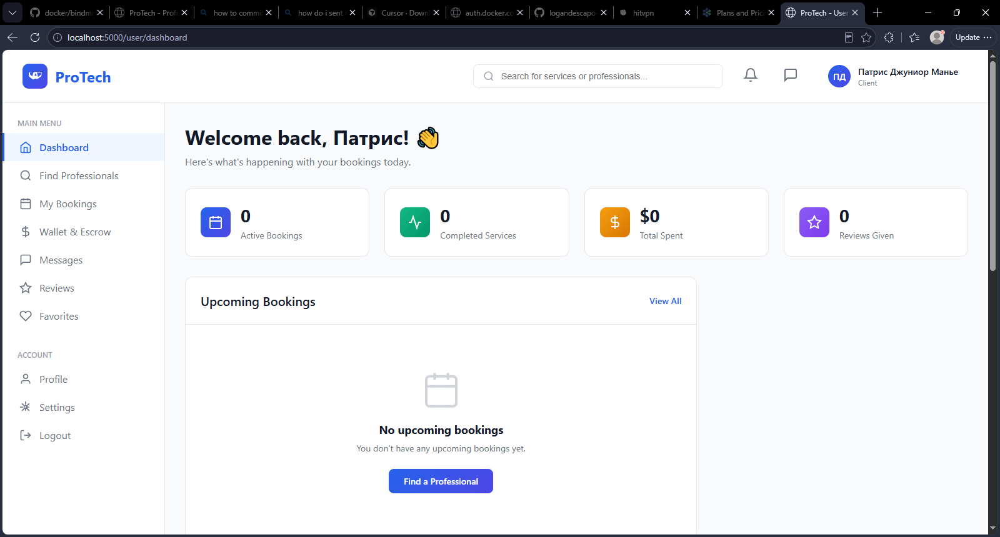 docker/bindm
ProTech - Prof
how to commi
how do i sent
Cursor · Down
auth.docker.co
logandescapo
hitvpn
Plans and Pric
ProTech - User
localhost:5000/user/dashboard
Update
ProTech
Search for services or professionals...
ПД
Патрис Джуниор Манье
Client
MAIN MENU
Dashboard
Find Professionals
My Bookings
Wallet & Escrow
Messages
Reviews
Favorites
ACCOUNT
Profile
Settings
Logout
Welcome back, Патрис! 👋
Here's what's happening with your bookings today.
0
Active Bookings
0
Completed Services
$0
Total Spent
0
Reviews Given
Upcoming Bookings
View All
No upcoming bookings
You don't have any upcoming bookings yet.
Find a Professional